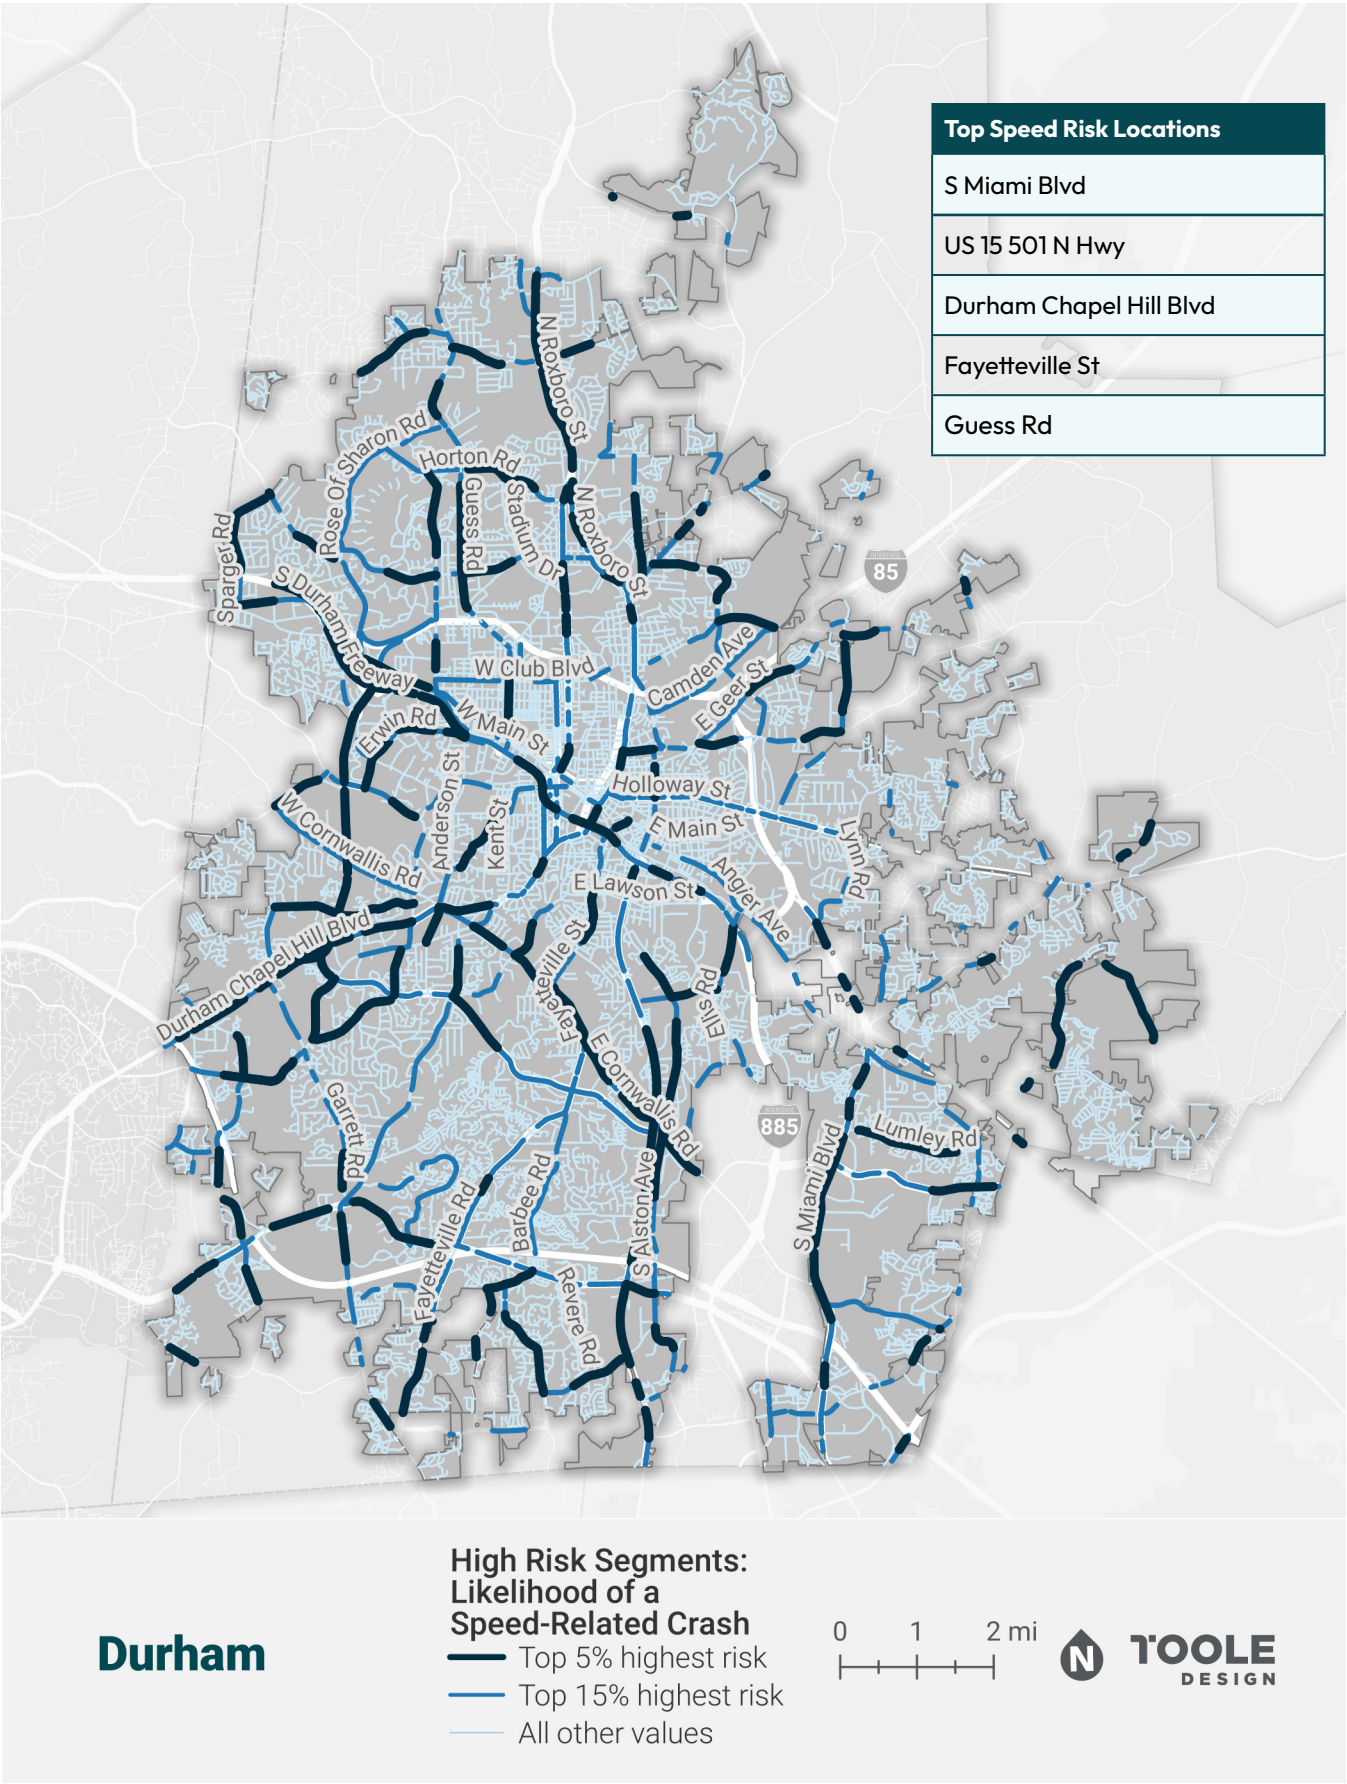 Top Speed Risk Locations
S Miami Blvd
US 15 501 N Hwy
Durham Chapel Hill Blvd
Fayetteville St
Guess Rd
N Roxboro St
Rose Of Sharon Rd
Horton Rd
Guess Rd
Stadium Dr
N Roxboro St
Sparger Rd
INTERSTATE
85
S Durham Freeway
W Club Blvd
Camden Ave
E Geer St
Erwin Rd
W Main St
Anderson St
Holloway St
W Cornwallis Rd
Kent St
E Main St
Lynn Rd
E Lawson St
Angier Ave
Durham Chapel Hill Blvd
Fayetteville St
Ellis Rd
Fayette
E Cornwallis Rd
Garrett Rd
INTERSTATE
885
Lumley Rd
S Miami Blvd
Fayetteville Rd
Barbee Rd
S Alston Ave
Revere Rd
Durham
High Risk Segments:
Likelihood of a
Speed-Related Crash
Top 5% highest risk
Top 15% highest risk
All other values
0 1 2 mi
N
TOOLE
DESIGN